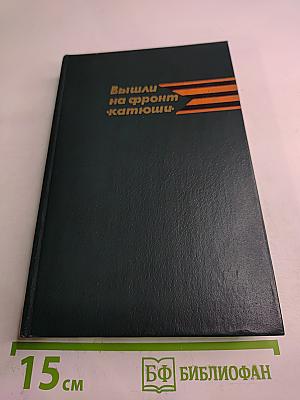 Вышли
на фронт
«катюши»
15 см
БФ БИБЛИОФАН